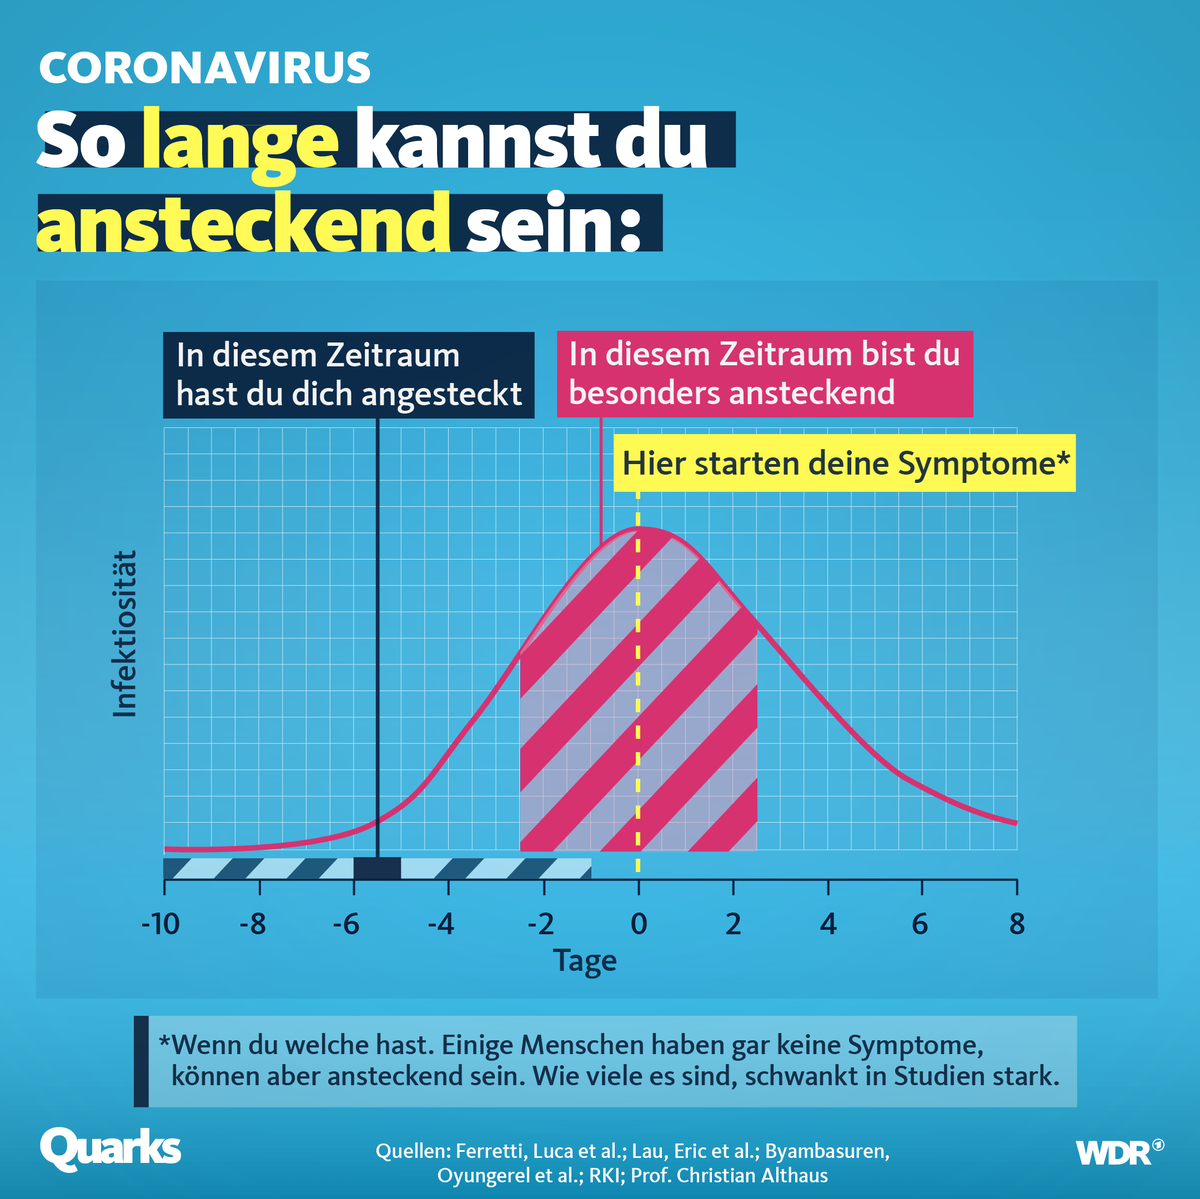 CORONAVIRUS
So lange kannst du
ansteckend sein:
In diesem Zeitraum
hast du dich angesteckt
In diesem Zeitraum bist du
besonders ansteckend
Hier starten deine Symptome*
Infektiosität
-10 -8 -6 -4 -2 0 2 4 6 8
Tage
*Wenn du welche hast. Einige Menschen haben gar keine Symptome,
können aber ansteckend sein. Wie viele es sind, schwankt in Studien stark.
Quarks
Quellen: Ferretti, Luca et al.; Lau, Eric et al.; Byambasuren,
Oyungerel et al.; RKI; Prof. Christian Althaus
WDR